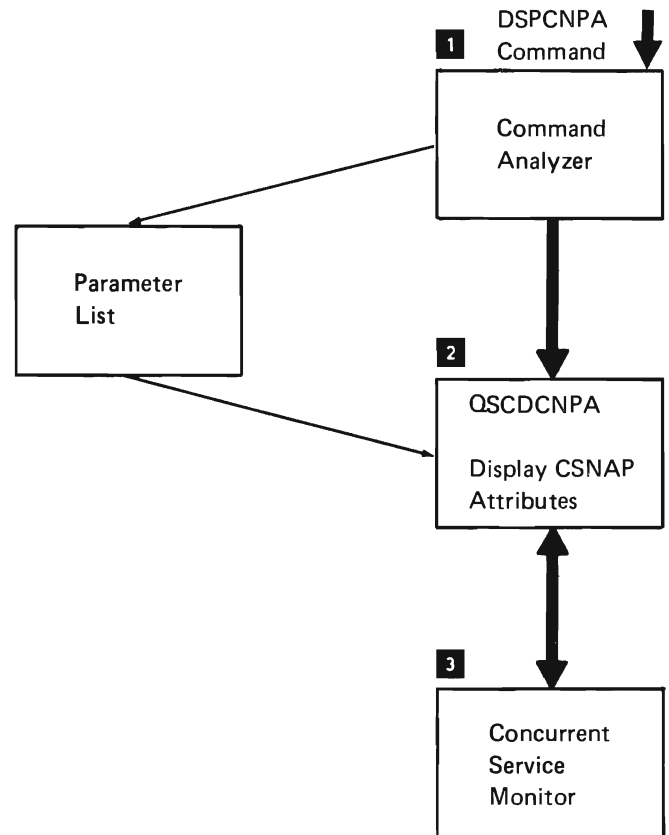 1
DSPCNPA
Command
Command
Analyzer
Parameter
List
2
QSCDCNPA
Display CSNAP
Attributes
3
Concurrent
Service
Monitor